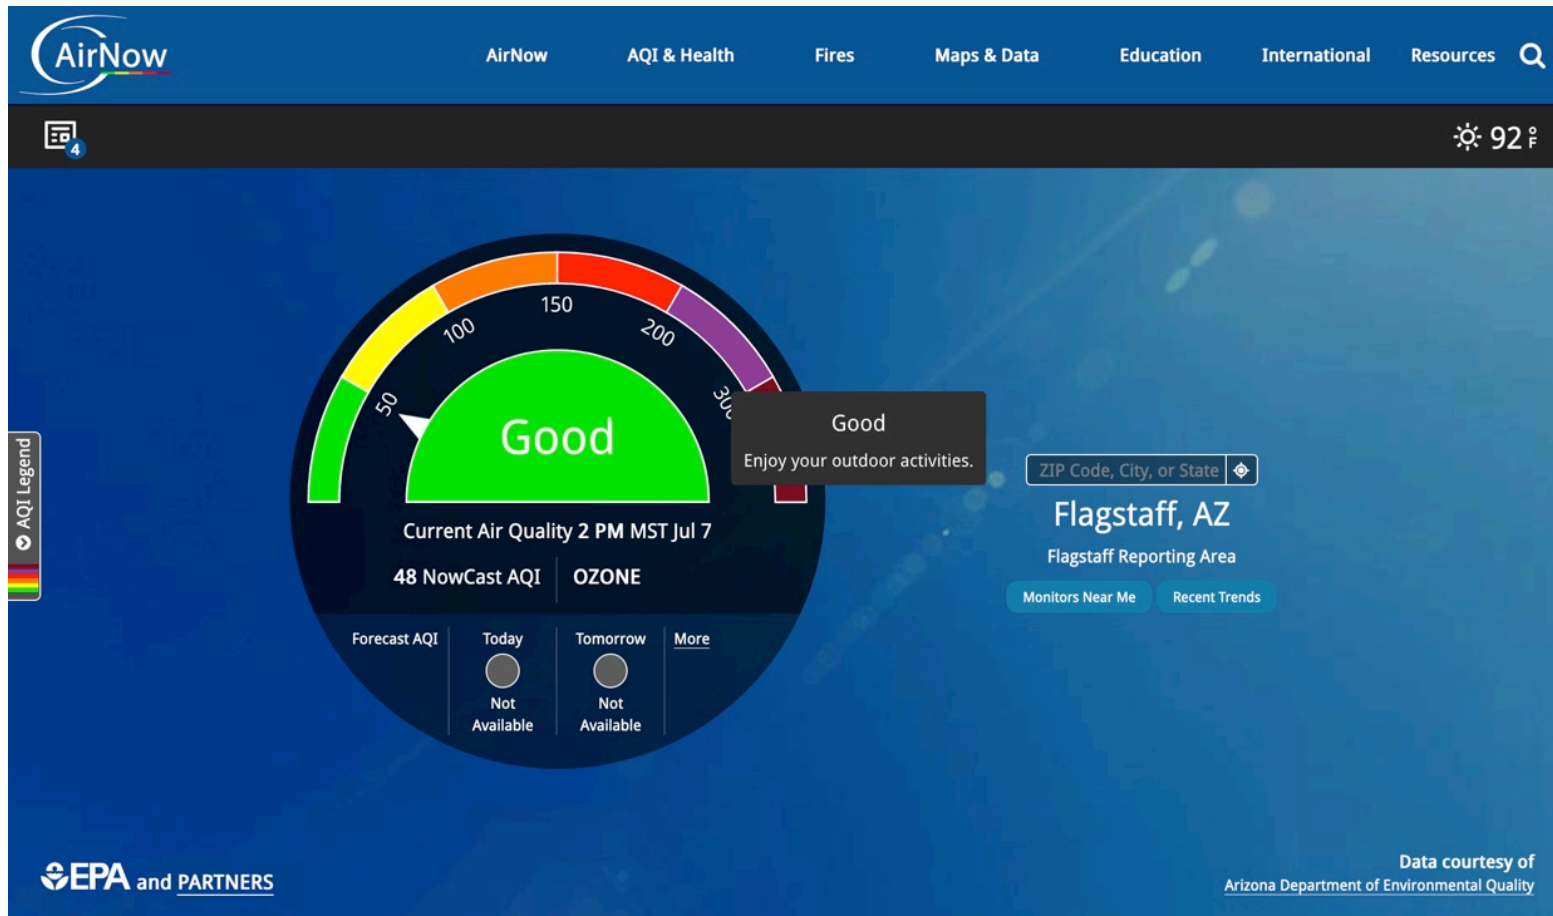 AirNow
AirNow AQI & Health Fires Maps & Data Education International Resources
4
92 °F
150
100
200
50
300
Good
Good
Enjoy your outdoor activities.
AQI Legend
ZIP Code, City, or State
Flagstaff, AZ
Flagstaff Reporting Area
Monitors Near Me Recent Trends
Current Air Quality 2 PM MST Jul 7
48 NowCast AQI OZONE
Forecast AQI Today Tomorrow More
Not Available Not Available
EPA and PARTNERS
Data courtesy of
Arizona Department of Environmental Quality